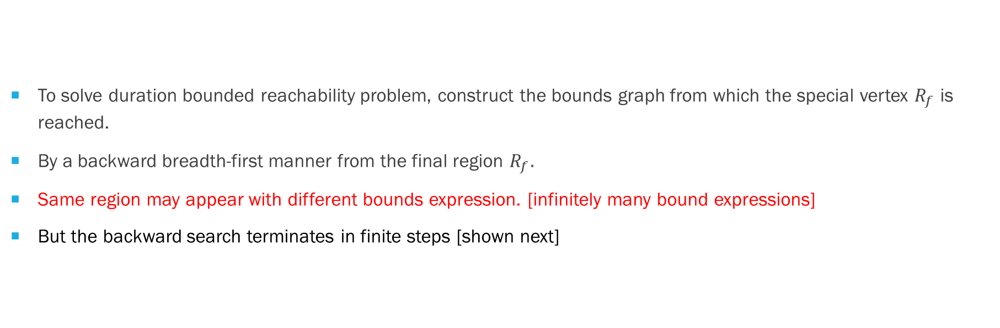 ▪ To solve duration bounded reachability problem, construct the bounds graph from which the special vertex $R_f$ is
reached.
▪ By a backward breadth-first manner from the final region $R_f$.
▪ Same region may appear with different bounds expression. [infinitely many bound expressions]
▪ But the backward search terminates in finite steps [shown next]